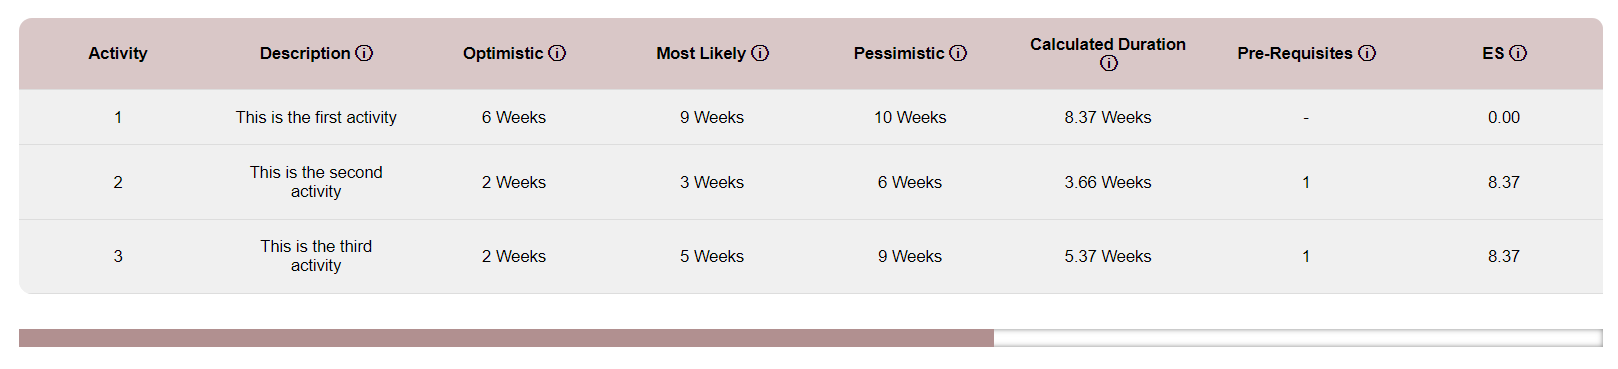 Activity Description ⓘ Optimistic ⓘ Most Likely ⓘ Pessimistic ⓘ Calculated Duration ⓘ Pre-Requisites ⓘ ES ⓘ
1 This is the first activity 6 Weeks 9 Weeks 10 Weeks 8.37 Weeks - 0.00
2 This is the second activity 2 Weeks 3 Weeks 6 Weeks 3.66 Weeks 1 8.37
3 This is the third activity 2 Weeks 5 Weeks 9 Weeks 5.37 Weeks 1 8.37